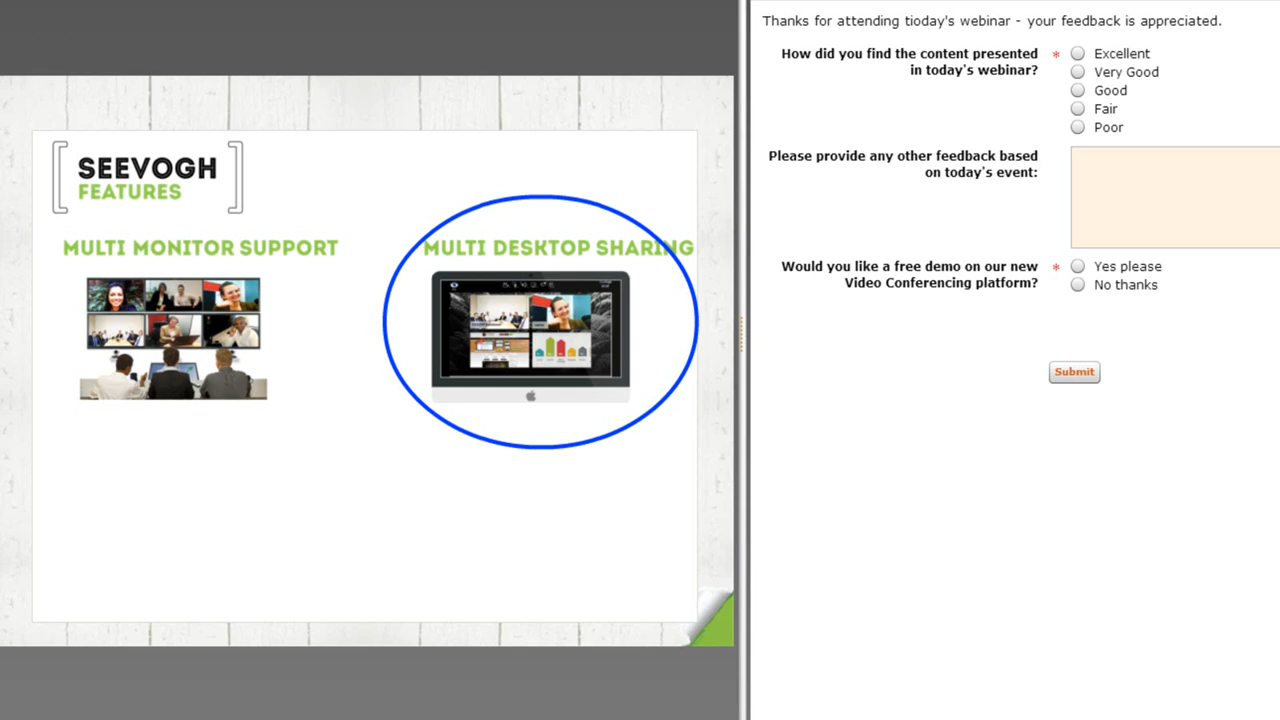 SEEVOGH
FEATURES
MULTI MONITOR SUPPORT
MULTI DESKTOP SHARING
Thanks for attending tioday's webinar - your feedback is appreciated.
How did you find the content presented
in today's webinar?
*
Excellent
Very Good
Good
Fair
Poor
Please provide any other feedback based
on today's event:
Would you like a free demo on our new
Video Conferencing platform?
*
Yes please
No thanks
Submit